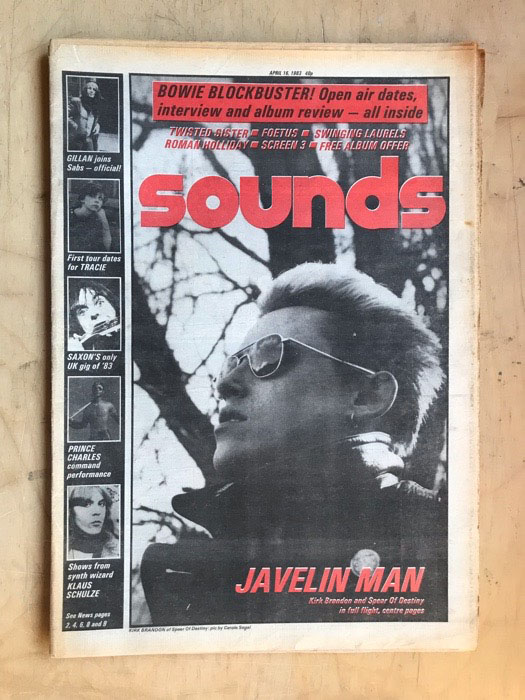 APRIL 16, 1983 40p
BOWIE BLOCKBUSTER! Open air dates,
interview and album review — all inside
TWISTED SISTER ■ FOETUS ■ SWINGING LAURELS
ROMAN HOLLIDAY ■ SCREEN 3 ■ FREE ALBUM OFFER
sounds
GILLAN joins
Sabs — official!
First tour dates
for TRACIE
SAXON'S only
UK gig of '83
PRINCE
CHARLES
command
performance
Shows from
synth wizard
KLAUS
SCHULZE
See News pages
2, 4, 6, 8 and 9
JAVELIN MAN
Kirk Brandon and Spear Of Destiny
in full flight, centre pages
KIRK BRANDON of Spear Of Destiny: pic by Carole Segal